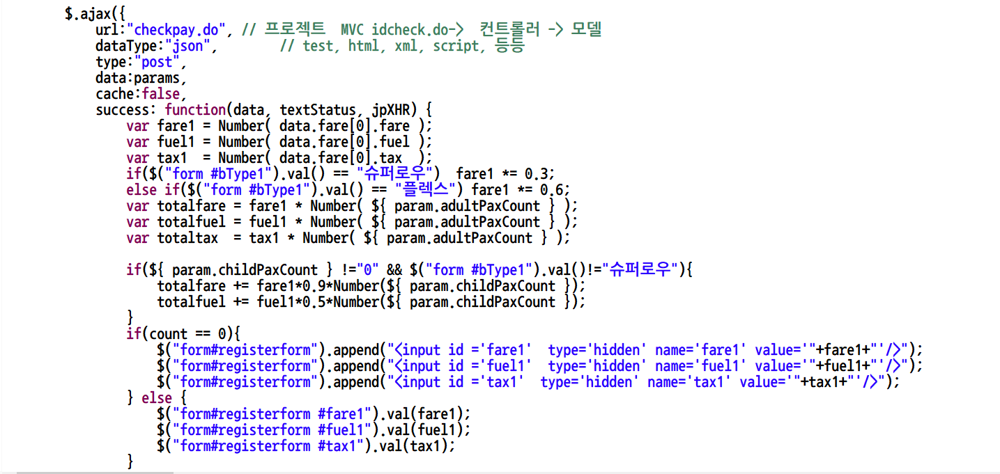 $.ajax({
url:"checkpay.do", // 프로젝트 MVC idcheck.do-> 컨트롤러 -> 모델
dataType:"json", // test, html, xml, script, 등등
type:"post",
data:params,
cache:false,
success: function(data, textStatus, jpXHR) {
var fare1 = Number( data.fare[0].fare );
var fuel1 = Number( data.fare[0].fuel );
var tax1 = Number( data.fare[0].tax );
if($("form #bType1").val() == "슈퍼로우") fare1 *= 0.3;
else if($("form #bType1").val() == "플렉스") fare1 *= 0.6;
var totalfare = fare1 * Number( ${ param.adultPaxCount } );
var totalfuel = fuel1 * Number( ${ param.adultPaxCount } );
var totaltax = tax1 * Number( ${ param.adultPaxCount } );
if(${ param.childPaxCount } !="0" && $("form #bType1").val()!="슈퍼로우"){
totalfare += fare1*0.9*Number(${ param.childPaxCount });
totalfuel += fuel1*0.5*Number(${ param.childPaxCount });
}
if(count == 0){
$("form#registerform").append("<input id ='fare1' type='hidden' name='fare1' value='"+fare1+"'/>");
$("form#registerform").append("<input id ='fuel1' type='hidden' name='fuel1' value='"+fuel1+"'/>");
$("form#registerform").append("<input id ='tax1' type='hidden' name='tax1' value='"+tax1+"'/>");
} else {
$("form#registerform #fare1").val(fare1);
$("form#registerform #fuel1").val(fuel1);
$("form#registerform #tax1").val(tax1);
}